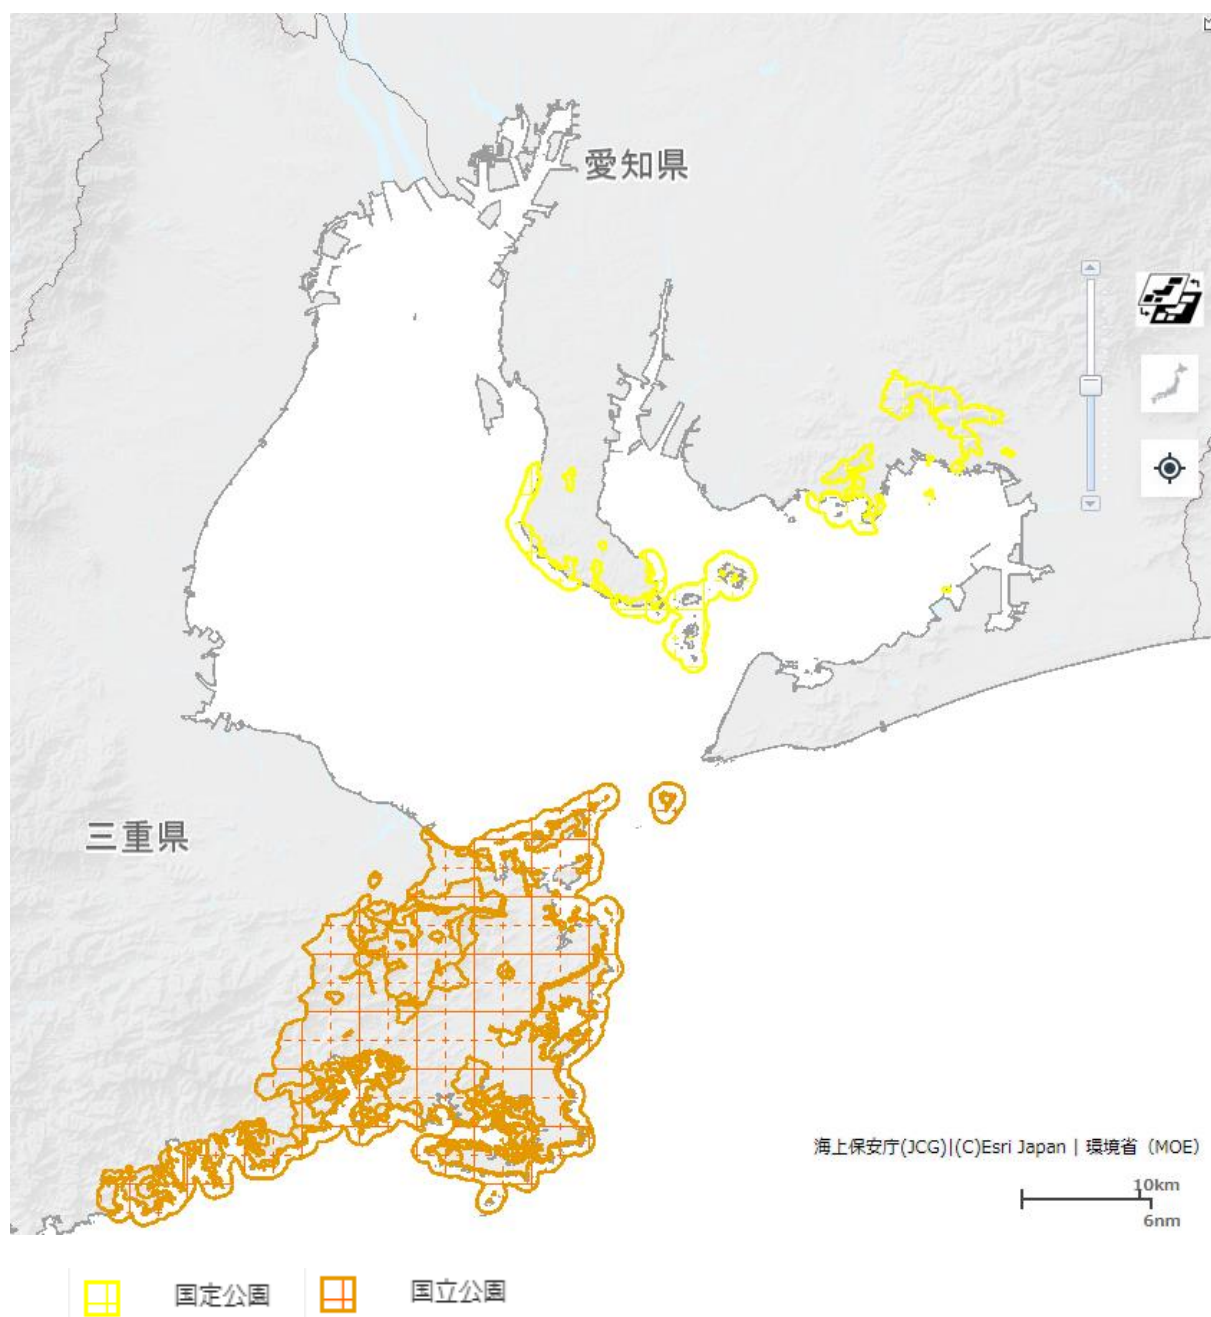 愛知県
三重県
海上保安庁(JCG)|(C)Esri Japan | 環境省（MOE）
10km
6nm
国定公園
国立公園